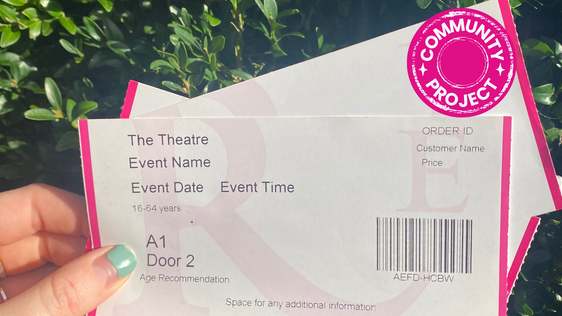 COMMUNITY
PROJECT
The Theatre
Event Name
Event Date Event Time
16-64 years
A1
Door 2
Age Recommendation
Space for any additional information:
ORDER ID
Customer Name
Price
AEFD-HCBW
R
E